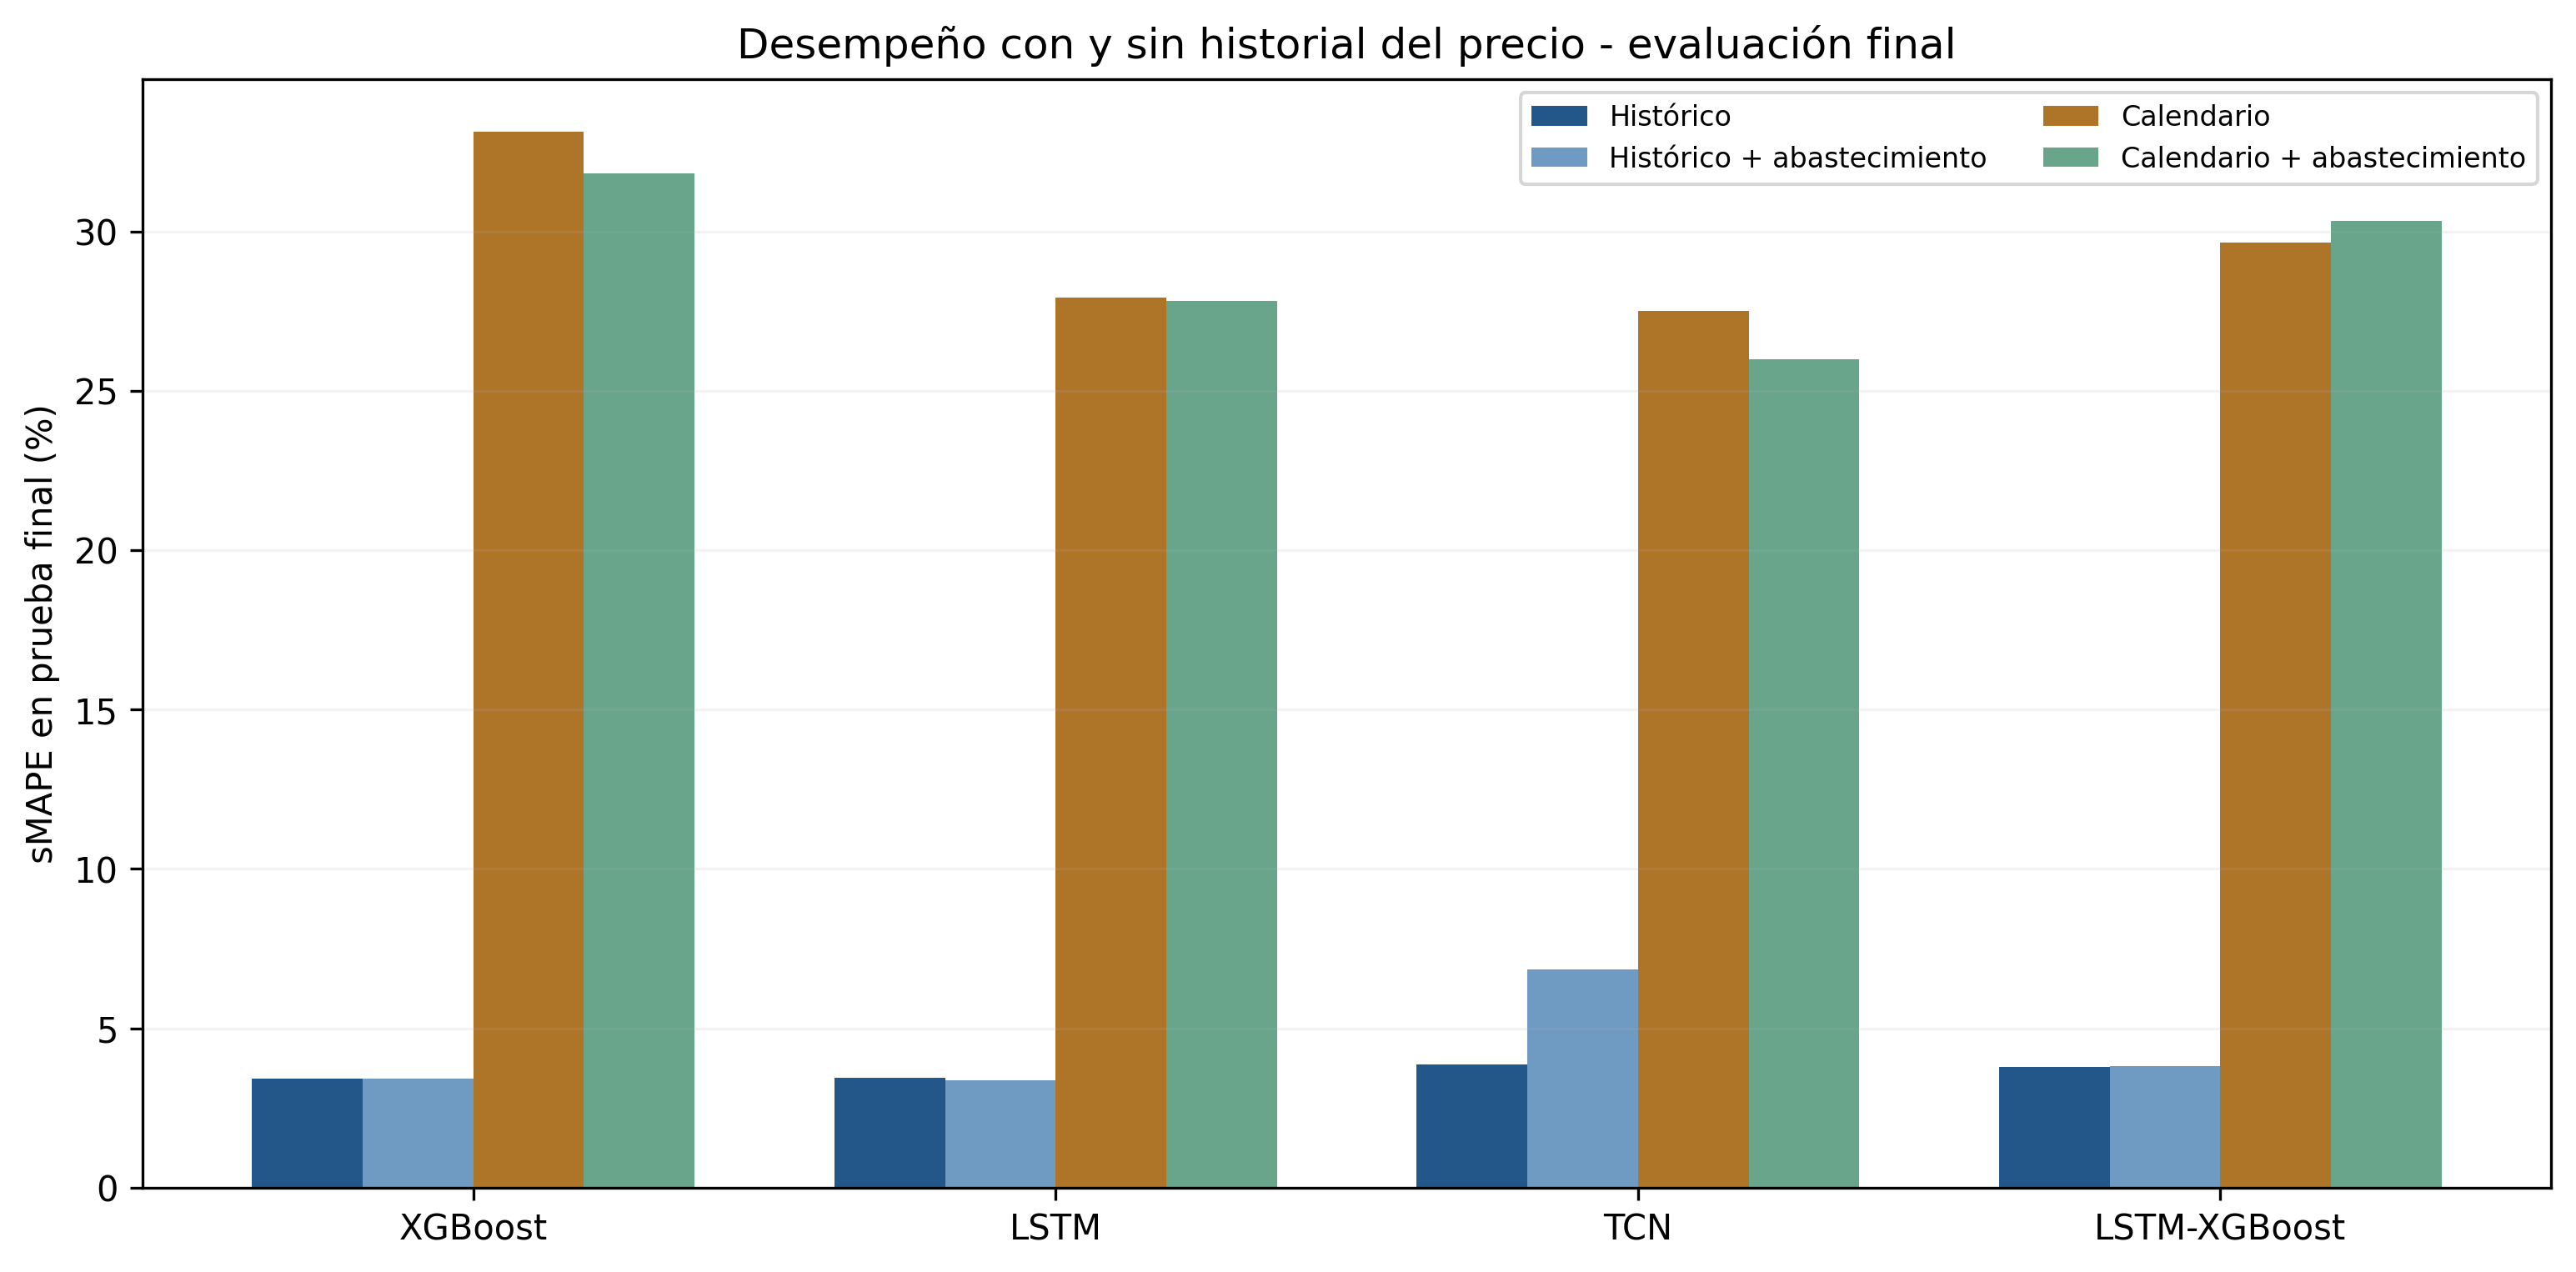 Desempeño con y sin historial del precio - evaluación final
Histórico
Histórico + abastecimiento
Calendario
Calendario + abastecimiento
sMAPE en prueba final (%)
30
25
20
15
10
5
0
XGBoost
LSTM
TCN
LSTM-XGBoost